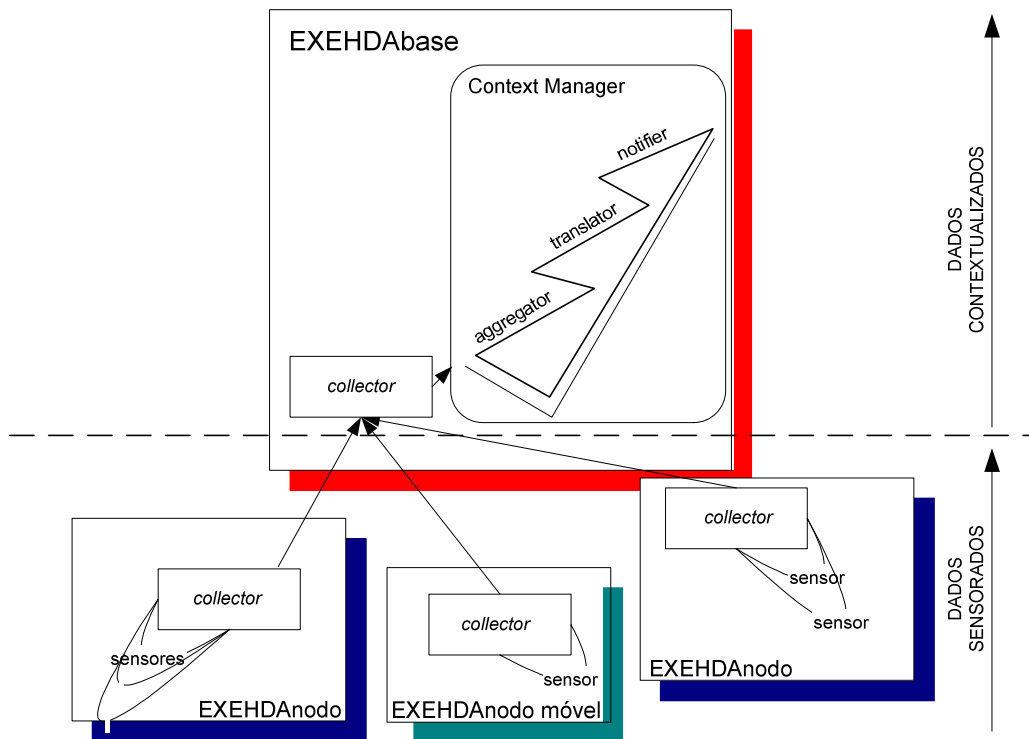 EXEHDAbase
Context Manager
notifier
translator
aggregator
collector
DADOS
CONTEXTUALIZADOS
collector
sensores
EXEHDAnodo
collector
sensor
EXEHDAnodo móvel
collector
sensor
sensor
EXEHDAnodo
DADOS
SENSORADOS